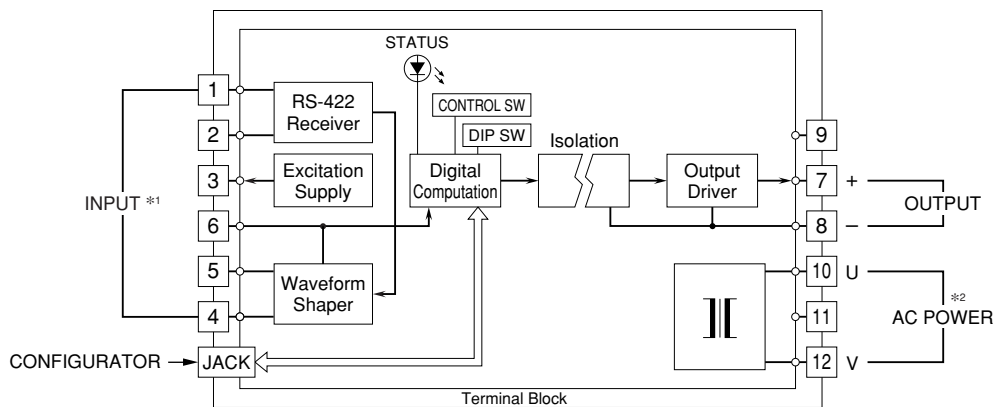 STATUS
1
RS-422
Receiver
CONTROL SW
DIP SW
2
Isolation
9
3
Excitation
Supply
Digital
Computation
Output
Driver
7
+
INPUT *1
OUTPUT
6
8
−
5
Waveform
Shaper
10
U
4
11
*2
AC POWER
CONFIGURATOR
JACK
12
V
Terminal Block